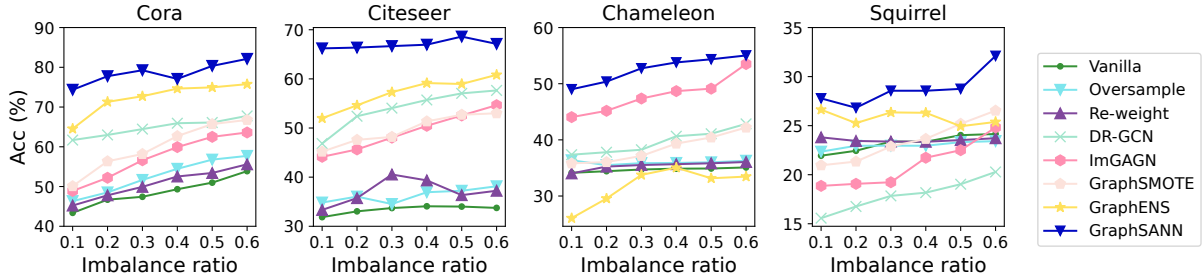 Cora
Citeseer
Chameleon
Squirrel
Acc (%)
90
80
70
60
50
40
0.1 0.2 0.3 0.4 0.5 0.6
Imbalance ratio
70
60
50
40
30
0.1 0.2 0.3 0.4 0.5 0.6
Imbalance ratio
60
50
40
30
0.1 0.2 0.3 0.4 0.5 0.6
Imbalance ratio
35
30
25
20
15
0.1 0.2 0.3 0.4 0.5 0.6
Imbalance ratio
Vanilla
Oversample
Re-weight
DR-GCN
ImGAGN
GraphSMOTE
GraphENS
GraphSANN